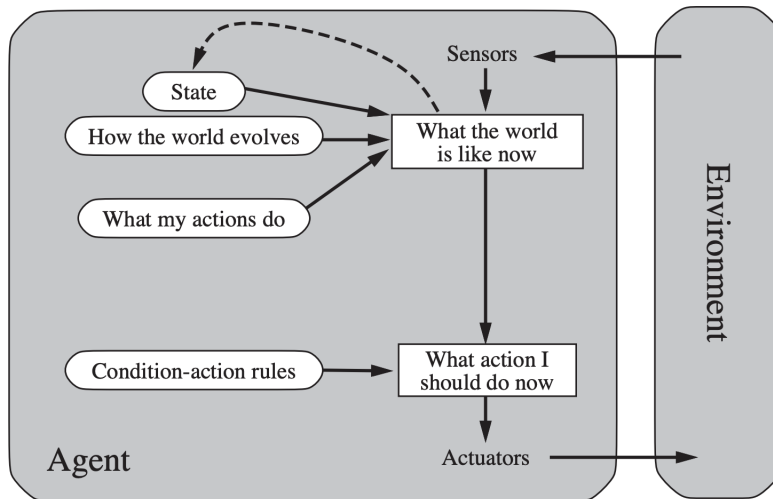 Sensors
State
How the world evolves
What the world
is like now
What my actions do
Environment
Condition-action rules
What action I
should do now
Agent
Actuators